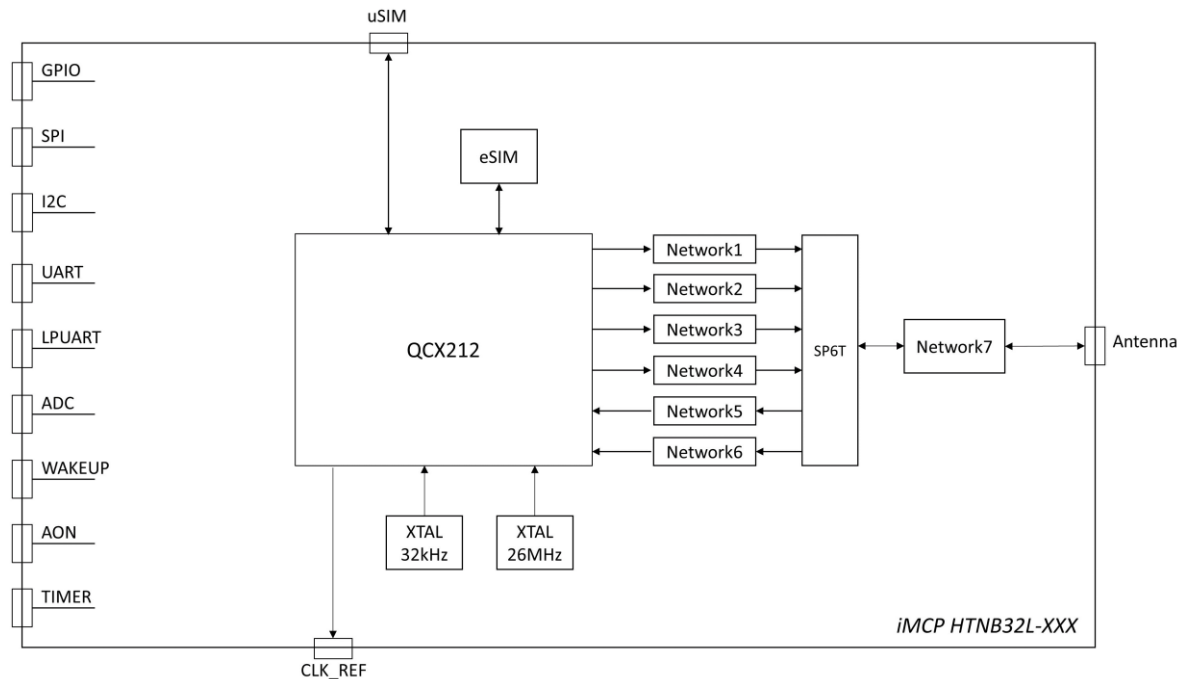 uSIM
GPIO
SPI
eSIM
I2C
Network1
UART
Network2
LPUART
QCX212
Network3
SP6T
Network7
Antenna
Network4
ADC
Network5
WAKEUP
Network6
AON
XTAL
32kHz
XTAL
26MHz
TIMER
iMCP HTNB32L-XXX
CLK_REF